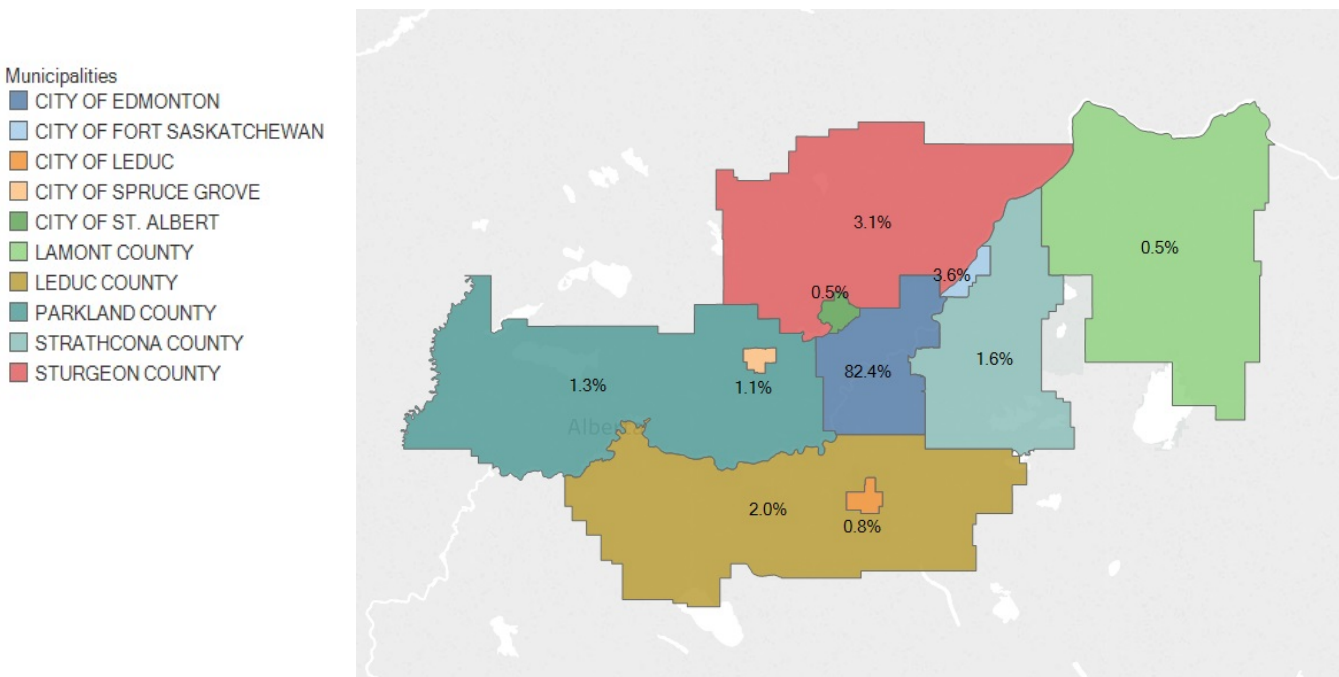 Municipalities
CITY OF EDMONTON
CITY OF FORT SASKATCHEWAN
CITY OF LEDUC
CITY OF SPRUCE GROVE
CITY OF ST. ALBERT
LAMONT COUNTY
LEDUC COUNTY
PARKLAND COUNTY
STRATHCONA COUNTY
STURGEON COUNTY
3.1%
0.5%
3.6%
0.5%
1.3%
1.1%
82.4%
1.6%
2.0%
0.8%